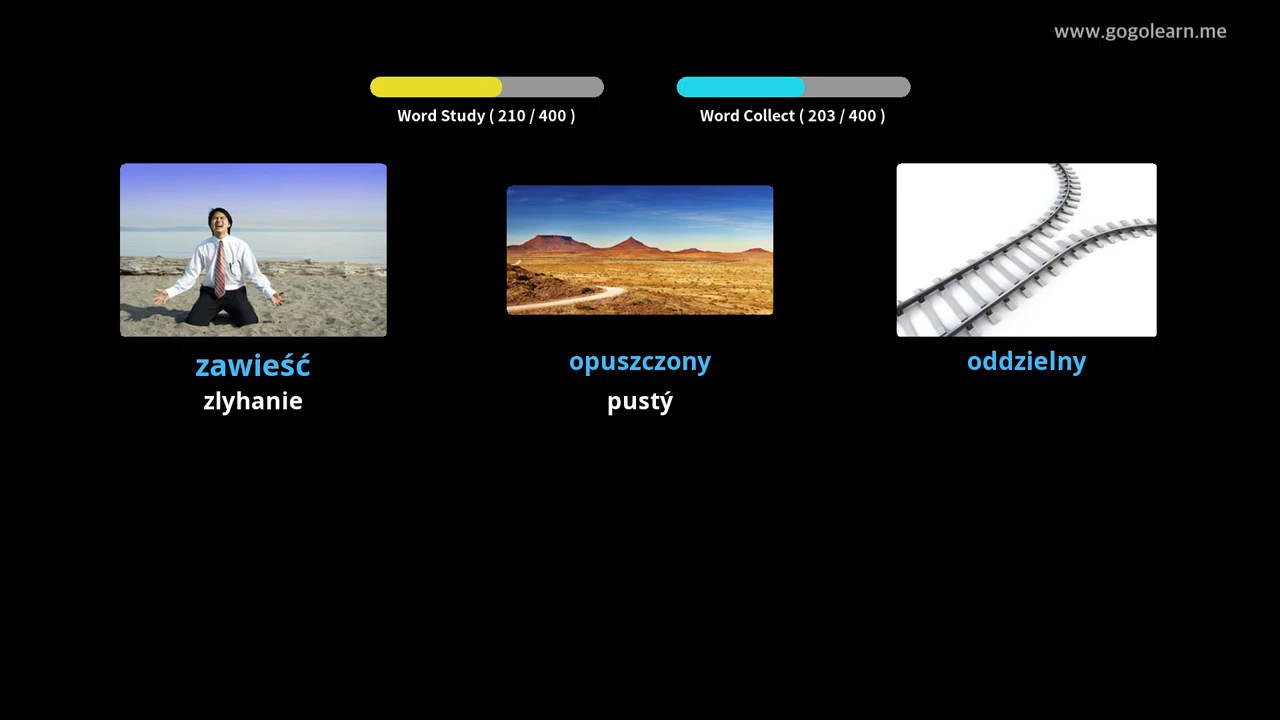 www.gogolearn.me
Word Study ( 210 / 400 )
Word Collect ( 203 / 400 )
zawieść
zlyhanie
opuszczony
pustý
oddzielny